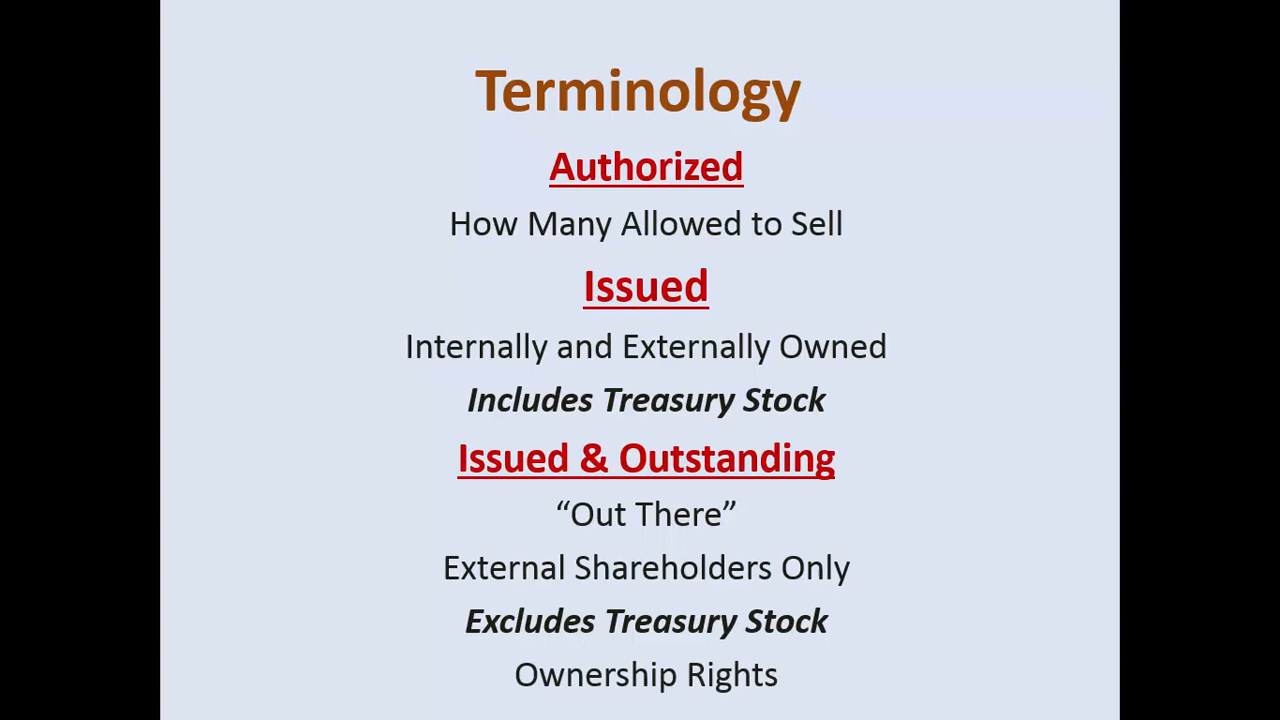 Terminology
Authorized
How Many Allowed to Sell
Issued
Internally and Externally Owned
Includes Treasury Stock
Issued & Outstanding
“Out There”
External Shareholders Only
Excludes Treasury Stock
Ownership Rights